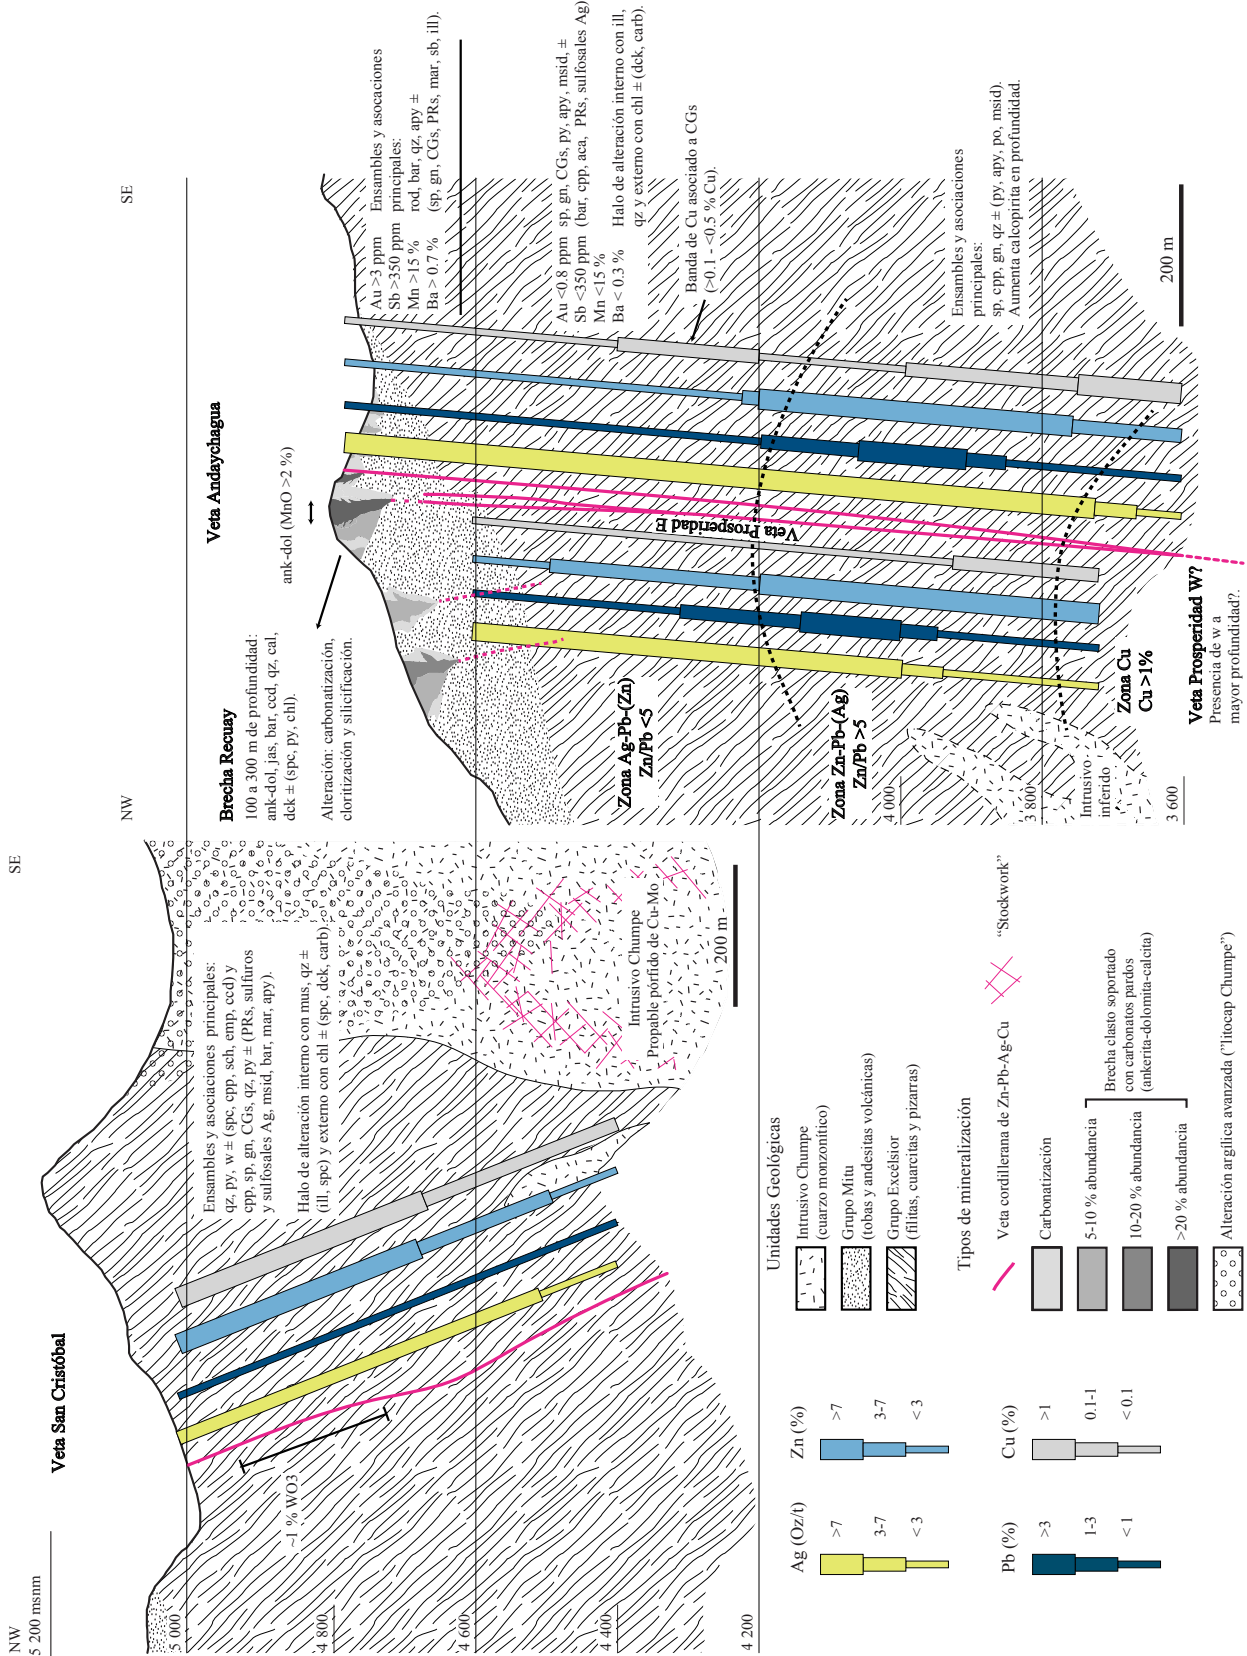 NW
SE
5 200 msnm
Veta San Cristóbal
5 000
4 800
4 600
4 400
4 200
~1 % WO3
Ensambles y asociaciones principales:
qz, py, w ± (spc, cpp, sch, emp, ccd) y
cpp, sp, gn, CGs, qz, py ± (PRs, sulfuros
y sulfosales Ag, msid, bar, mar, apy).
Halo de alteración interno con mus, qz ±
(ill, spc) y externo con chl ± (spc, dck, carb).
Intrusivo Chumpe
Propable pórfido de Cu-Mo
200 m
NW
SE
Veta Andaychagua
Brecha Recuay
100 a 300 m de profundidad:
ank-dol, jas, bar, ccd, qz, cal,
dck ± (spc, py, chl).
Alteración: carbonatización,
cloritización y silicificación.
ank-dol (MnO >2 %)
Au >3 ppm
Sb >350 ppm
Mn >15 %
Ba > 0.7 %
Ensambles y asocaciones
principales:
rod, bar, qz, apy ±
(sp, gn, CGs, PRs, mar, sb, ill).
Au <0.8 ppm
Sb <350 ppm
Mn <15 %
Ba < 0.3 %
sp, gn, CGs, py, apy, msid, ±
(bar, cpp, aca, PRs, sulfosales Ag)
Halo de alteración interno con ill,
qz y externo con chl ± (dck, carb).
Banda de Cu asociado a CGs
(>0.1 - <0.5 % Cu).
Veta Prosperidad E
Zona Ag-Pb-(Zn)
Zn/Pb <5
Zona Zn-Pb-(Ag)
Zn/Pb >5
4 000
3 800
3 600
Intrusivo
inferido
Zona Cu
Cu >1%
Veta Prosperidad W?
Presencia de w a
mayor profundidad?.
Ensambles y asociaciones
principales:
sp, cpp, gn, qz ± (py, apy, po, msid).
Aumenta calcopirita en profundidad.
200 m
Ag (Oz/t)
>7
3-7
< 3
Zn (%)
>7
3-7
< 3
Pb (%)
>3
1-3
< 1
Cu (%)
>1
0.1-1
< 0.1
Unidades Geológicas
Intrusivo Chumpe
(cuarzo monzonítico)
Grupo Mitu
(tobas y andesitas volcánicas)
Grupo Excélsior
(filitas, cuarcitas y pizarras)
Tipos de mineralización
Veta cordillerana de Zn-Pb-Ag-Cu
“Stockwork”
Carbonatización
5-10 % abundancia
10-20 % abundancia
>20 % abundancia
Brecha clasto soportado
con carbonatos pardos
(ankerita-dolomita-calcita)
Alteración argílica avanzada ("litocap Chumpe”)